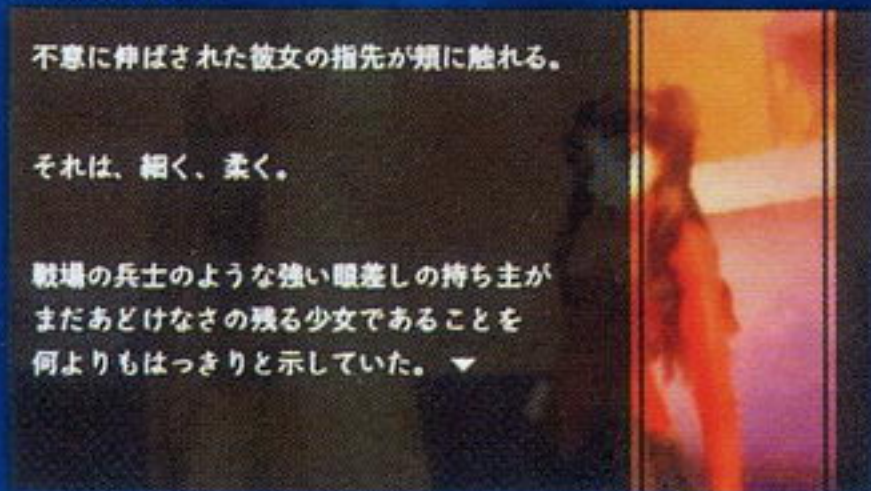 不意に伸ばされた彼女の指先が頬に触れる。
それは、細く、柔く。
戦場の兵士のような強い眼差しの持ち主が
まだあどけなさの残る少女であることを
何よりもはっきりと示していた。